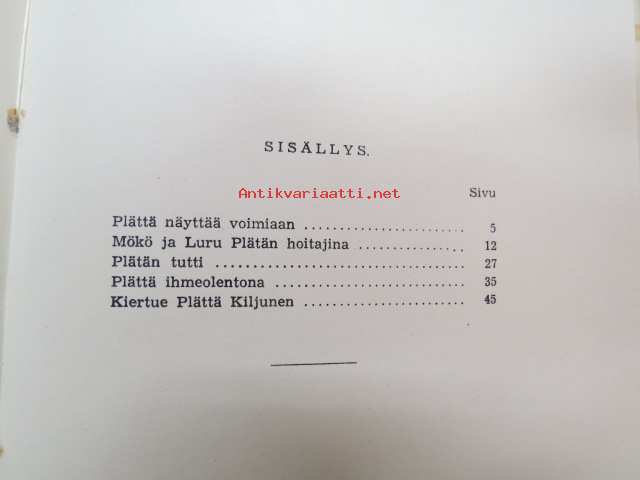 SISÄLLYS.
Antikvariaatti.net
Sivu
Plättä näyttää voimiaan ........................ 5
Mökö ja Luru Plätän hoitajina ................ 12
Plätän tutti ...................................... 27
Plättä ihmeolentona ............................ 35
Kiertue Plättä Kiljunen ........................ 45